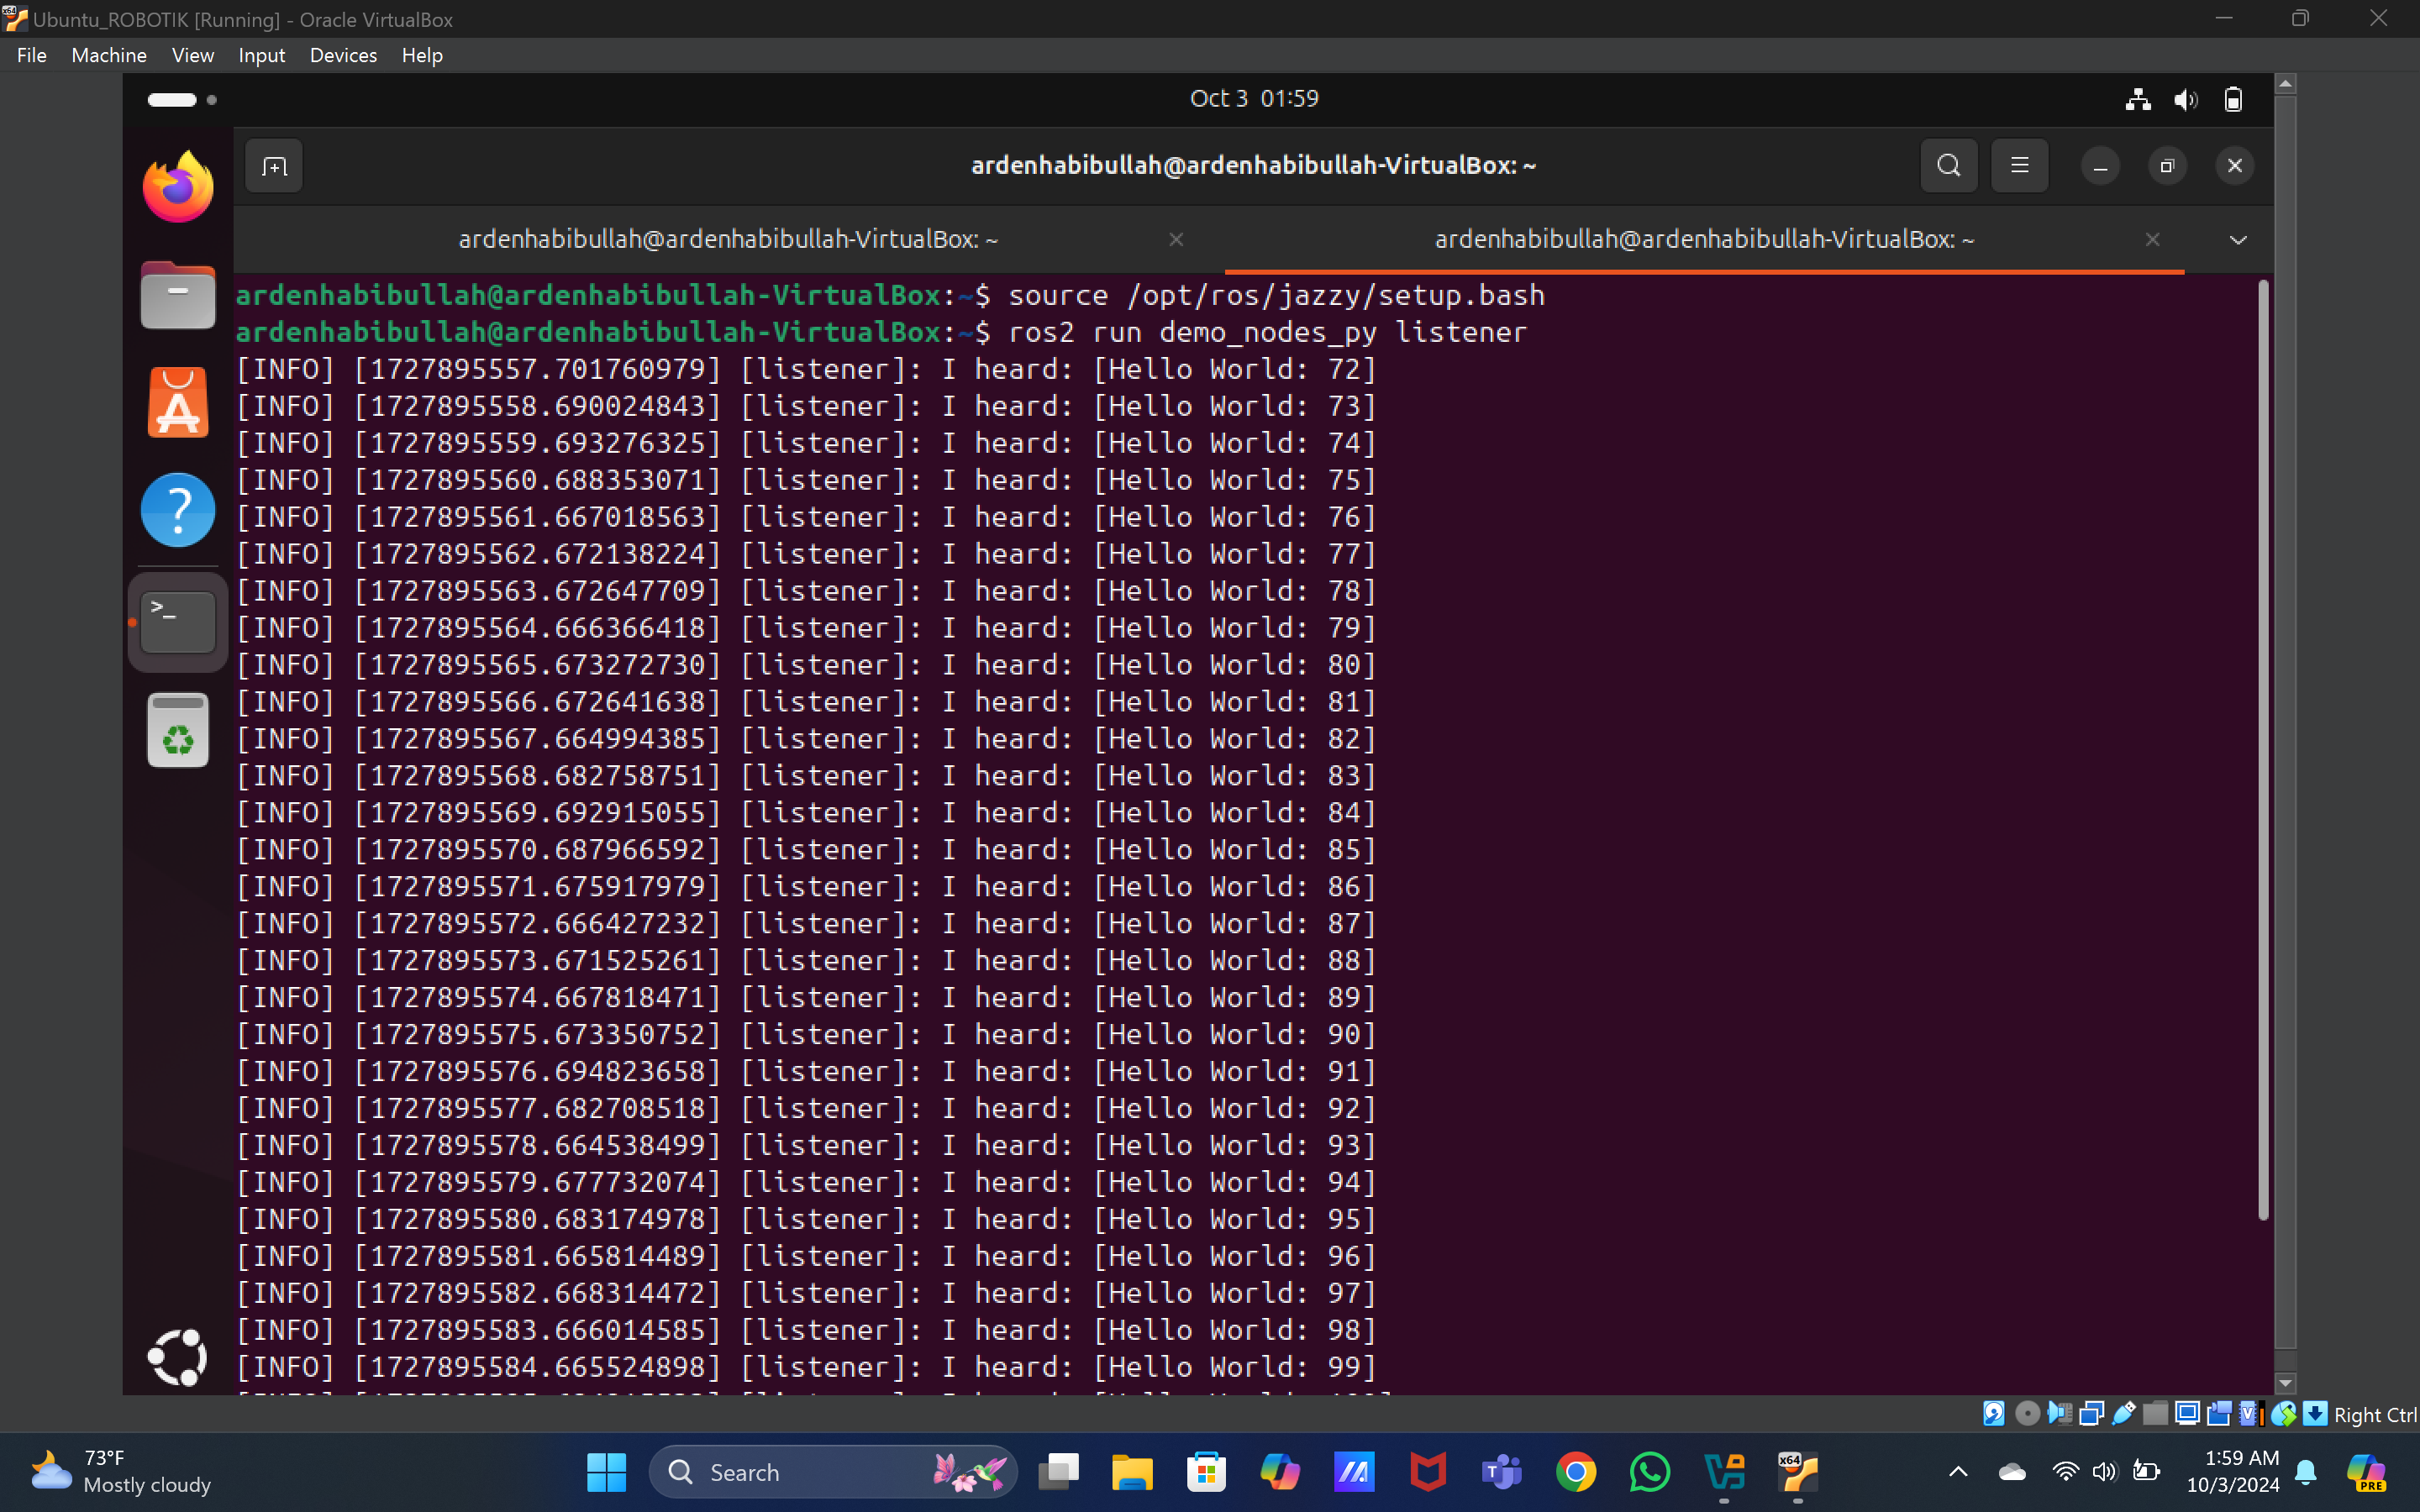 Ubuntu_ROBOTIK [Running] - Oracle VirtualBox
File Machine View Input Devices Help
Oct 3 01:59
ardenhabibullah@ardenhabibullah-VirtualBox: ~
ardenhabibullah@ardenhabibullah-VirtualBox: ~ ardenhabibullah@ardenhabibullah-VirtualBox: ~
ardenhabibullah@ardenhabibullah-VirtualBox:~$ source /opt/ros/jazzy/setup.bash
ardenhabibullah@ardenhabibullah-VirtualBox:~$ ros2 run demo_nodes_py listener
[INFO] [1727895557.701760979] [listener]: I heard: [Hello World: 72]
[INFO] [1727895558.690024843] [listener]: I heard: [Hello World: 73]
[INFO] [1727895559.693276325] [listener]: I heard: [Hello World: 74]
[INFO] [1727895560.688353071] [listener]: I heard: [Hello World: 75]
[INFO] [1727895561.667018563] [listener]: I heard: [Hello World: 76]
[INFO] [1727895562.672138224] [listener]: I heard: [Hello World: 77]
[INFO] [1727895563.672647709] [listener]: I heard: [Hello World: 78]
[INFO] [1727895564.666366418] [listener]: I heard: [Hello World: 79]
[INFO] [1727895565.673272730] [listener]: I heard: [Hello World: 80]
[INFO] [1727895566.672641638] [listener]: I heard: [Hello World: 81]
[INFO] [1727895567.664994385] [listener]: I heard: [Hello World: 82]
[INFO] [1727895568.682758751] [listener]: I heard: [Hello World: 83]
[INFO] [1727895569.692915055] [listener]: I heard: [Hello World: 84]
[INFO] [1727895570.687966592] [listener]: I heard: [Hello World: 85]
[INFO] [1727895571.675917979] [listener]: I heard: [Hello World: 86]
[INFO] [1727895572.666427232] [listener]: I heard: [Hello World: 87]
[INFO] [1727895573.671525261] [listener]: I heard: [Hello World: 88]
[INFO] [1727895574.667818471] [listener]: I heard: [Hello World: 89]
[INFO] [1727895575.673350752] [listener]: I heard: [Hello World: 90]
[INFO] [1727895576.694823658] [listener]: I heard: [Hello World: 91]
[INFO] [1727895577.682708518] [listener]: I heard: [Hello World: 92]
[INFO] [1727895578.664538499] [listener]: I heard: [Hello World: 93]
[INFO] [1727895579.677732074] [listener]: I heard: [Hello World: 94]
[INFO] [1727895580.683174978] [listener]: I heard: [Hello World: 95]
[INFO] [1727895581.665814489] [listener]: I heard: [Hello World: 96]
[INFO] [1727895582.668314472] [listener]: I heard: [Hello World: 97]
[INFO] [1727895583.666014585] [listener]: I heard: [Hello World: 98]
[INFO] [1727895584.665524898] [listener]: I heard: [Hello World: 99]
Right Ctrl
73°F
Mostly cloudy
Search
x64
1:59 AM
10/3/2024
PRE